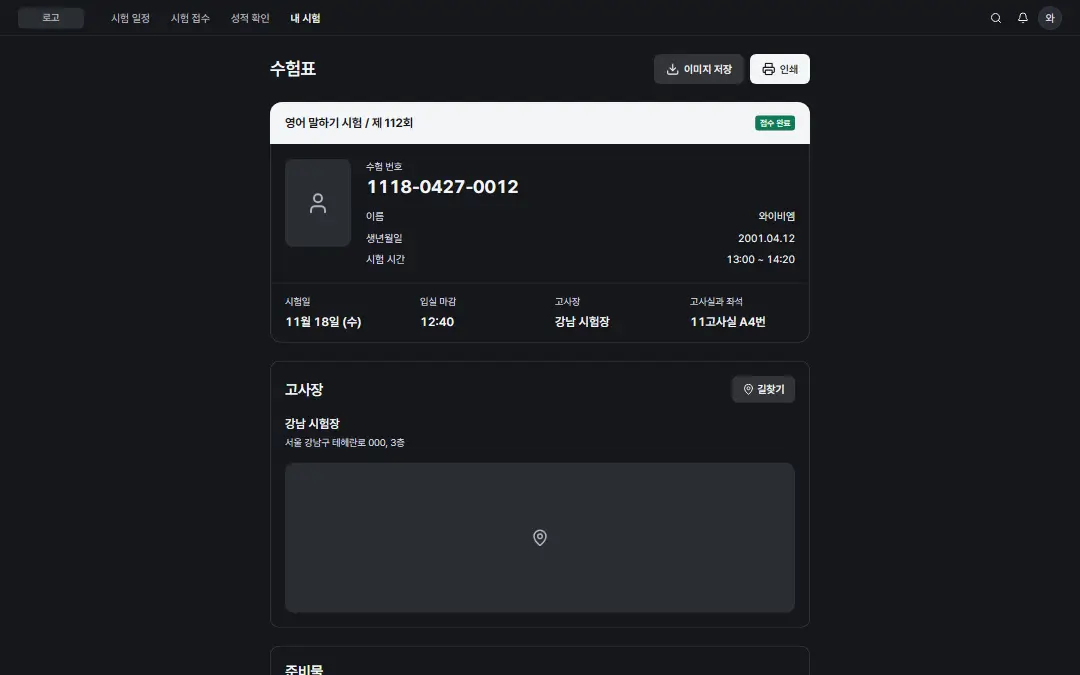 로고
시험 일정
시험 접수
성적 확인
내 시험
와
수험표
이미지 저장
인쇄
영어 말하기 시험 / 제 112회
접수 완료
수험 번호
1118-0427-0012
이름
와이비엠
생년월일
2001.04.12
시험 시간
13:00 ~ 14:20
시험일
입실 마감
고사장
고사실과 좌석
11월 18일 (수)
12:40
강남 시험장
11고사실 A4번
고사장
길찾기
강남 시험장
서울 강남구 테헤란로 000, 3층
준비물